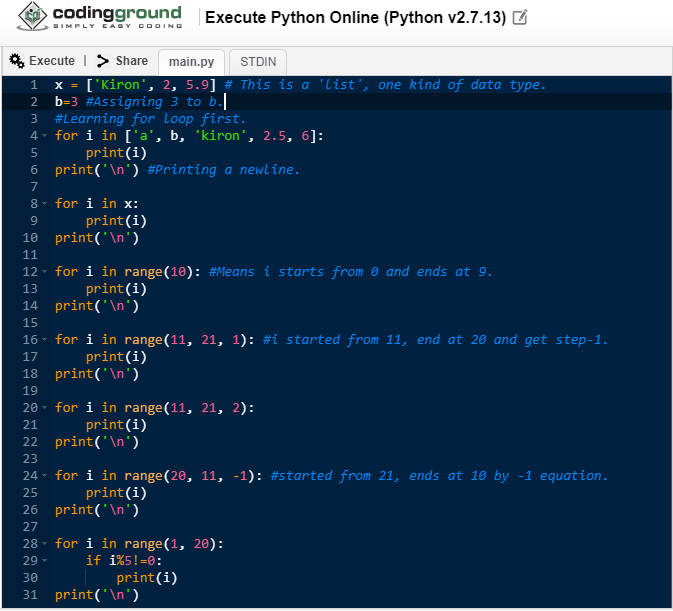 codingground
SIMPLY EASY CODING
Execute Python Online (Python v2.7.13)
Execute | Share main.py STDIN
1 x = ['Kiron', 2, 5.9] # This is a 'list', one kind of data type.
2 b=3 #Assigning 3 to b.
3 #Learning for loop first.
4 for i in ['a', b, 'kiron', 2.5, 6]:
5     print(i)
6 print('\n') #Printing a newline.
7
8 for i in x:
9     print(i)
10 print('\n')
11
12 for i in range(10): #Means i starts from 0 and ends at 9.
13     print(i)
14 print('\n')
15
16 for i in range(11, 21, 1): #i started from 11, end at 20 and get step-1.
17     print(i)
18 print('\n')
19
20 for i in range(11, 21, 2):
21     print(i)
22 print('\n')
23
24 for i in range(20, 11, -1): #started from 21, ends at 10 by -1 equation.
25     print(i)
26 print('\n')
27
28 for i in range(1, 20):
29     if i%5!=0:
30         print(i)
31 print('\n')